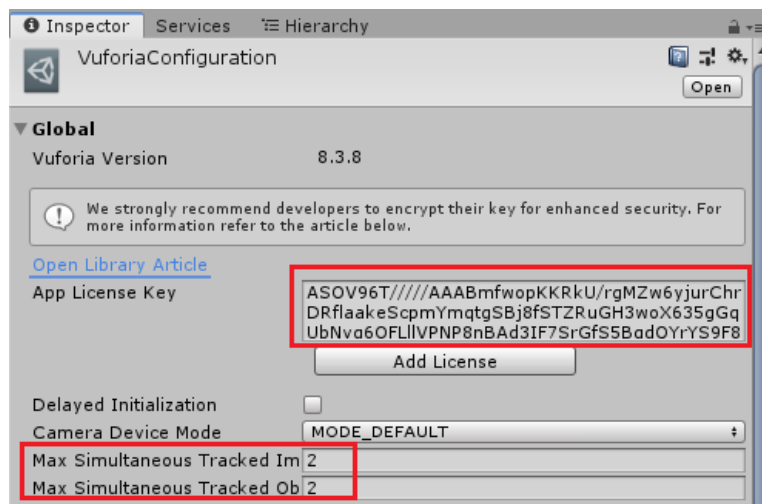 Inspector Services Hierarchy
VuforiaConfiguration
Open
Global
Vuforia Version 8.3.8
We strongly recommend developers to encrypt their key for enhanced security. For
more information refer to the article below.
Open Library Article
App License Key ASOV96T/////AAABmfwopKKRkU/rgMZw6yjurChr
DRflaakeScpmYmqtgSBj8fSTZRuGH3woX635gGq
UbNva6OFLllVPNP8nBAd3IF7SrGfS5BadOYrYS9F8
Add License
Delayed Initialization
Camera Device Mode MODE_DEFAULT
Max Simultaneous Tracked Im 2
Max Simultaneous Tracked Ob 2